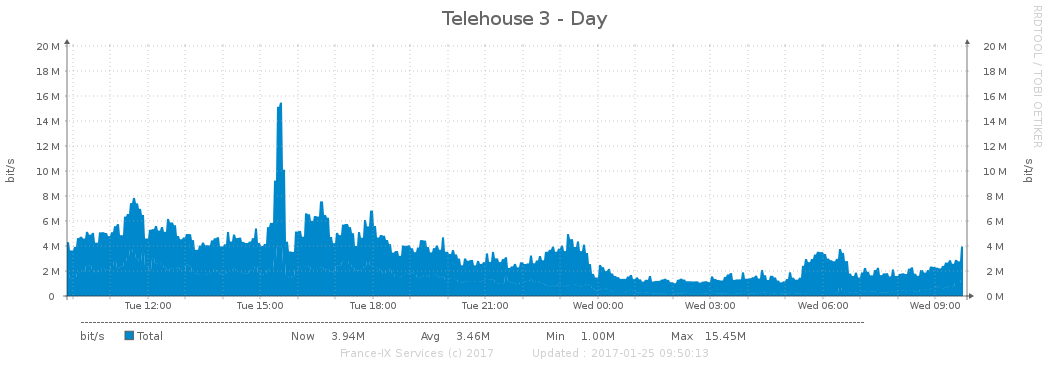 Telehouse 3 - Day
RRDTOOL / TOBI OETIKER
bit/s
20 M 20 M
18 M 18 M
16 M 16 M
14 M 14 M
12 M 12 M
10 M 10 M
8 M 8 M
6 M 6 M
4 M 4 M
2 M 2 M
0 0 M
bit/s
Tue 12:00 Tue 15:00 Tue 18:00 Tue 21:00 Wed 00:00 Wed 03:00 Wed 06:00 Wed 09:00
bit/s Total Now 3.94M Avg 3.46M Min 1.00M Max 15.45M
France-IX Services (c) 2017 Updated : 2017-01-25 09:50:13